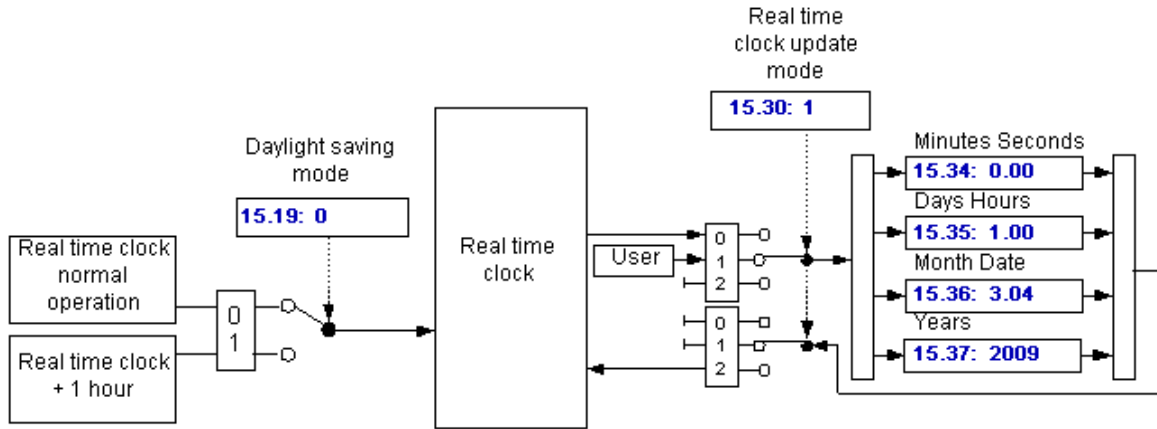 Real time
clock update
mode
15.30: 1
Daylight saving
mode
15.19: 0
Real time clock
normal
operation
Real time clock
+ 1 hour
0
1
Real time
clock
User
0
1
2
0
1
2
Minutes Seconds
15.34: 0.00
Days Hours
15.35: 1.00
Month Date
15.36: 3.04
Years
15.37: 2009